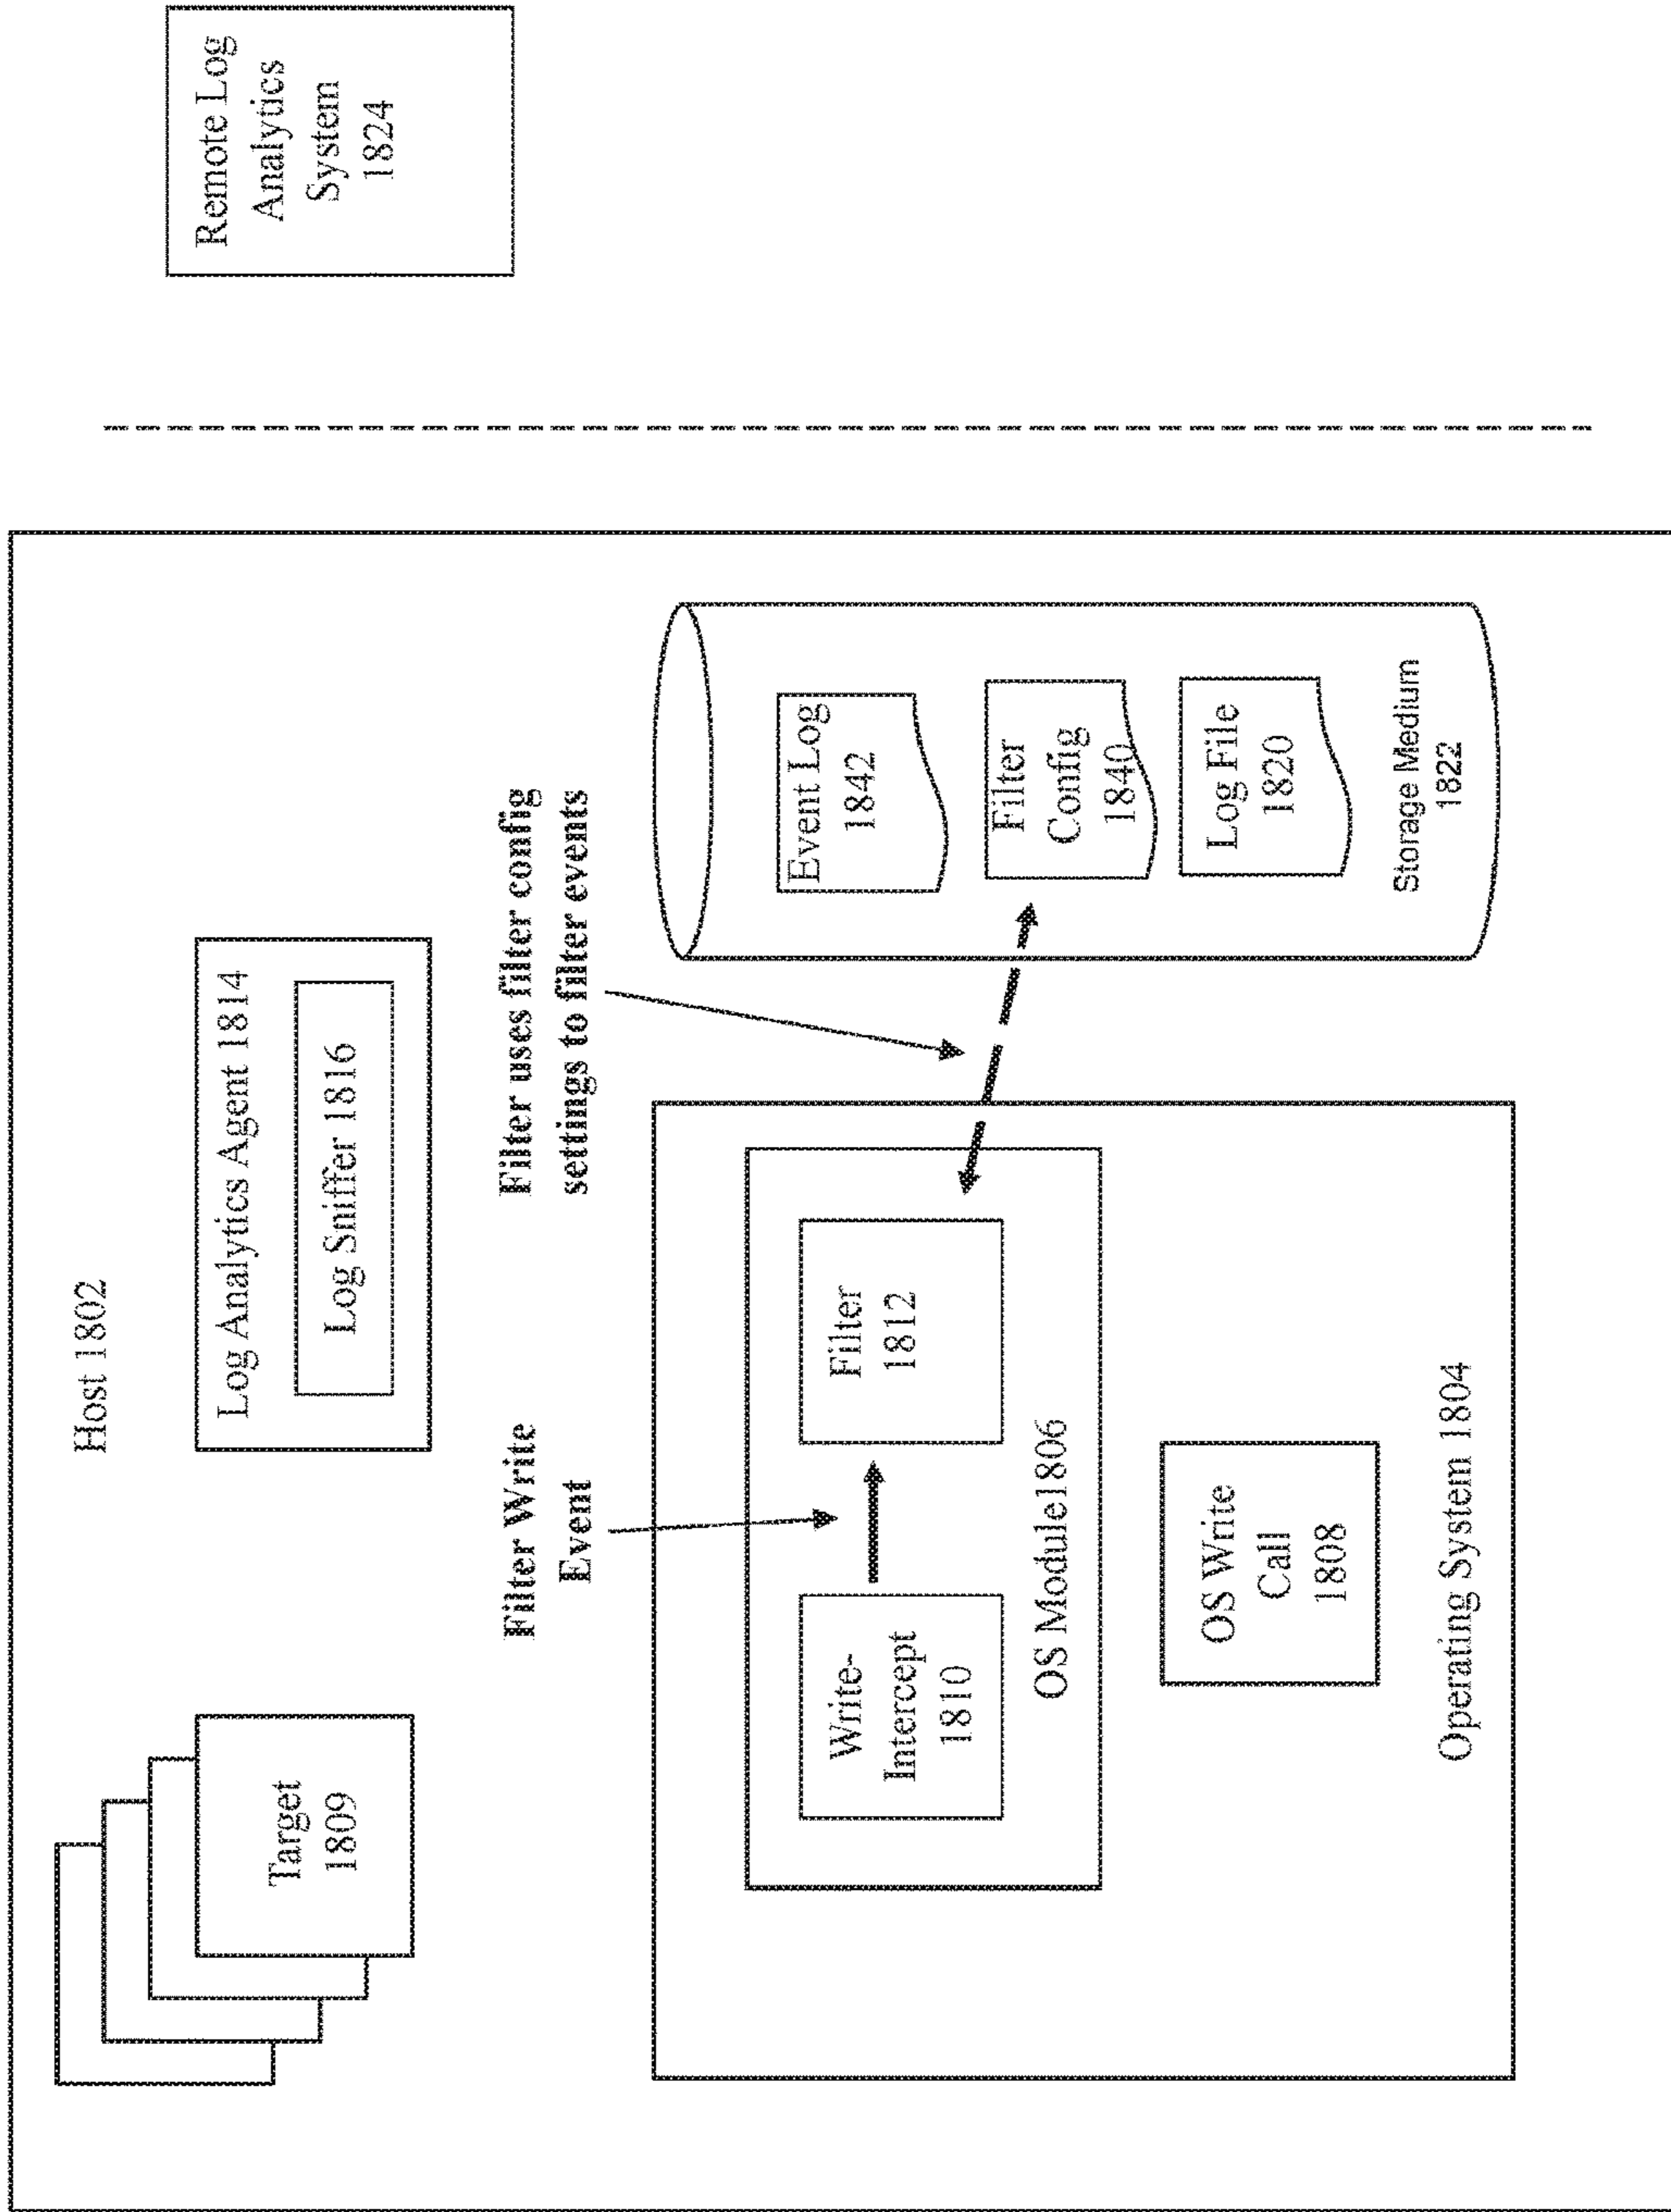 Host 1802
Target
1809
Log Analytics Agent 1814
Log Sniffer 1816
Remote Log
Analytics
System
1824
Filter Write
Event
Filter uses filter config
settings to filter events
Write-
Intercept
1810
Filter
1812
OS Module1806
OS Write
Call
1808
Operating System 1804
Event Log
1842
Filter
Config
1840
Log File
1820
Storage Medium
1822